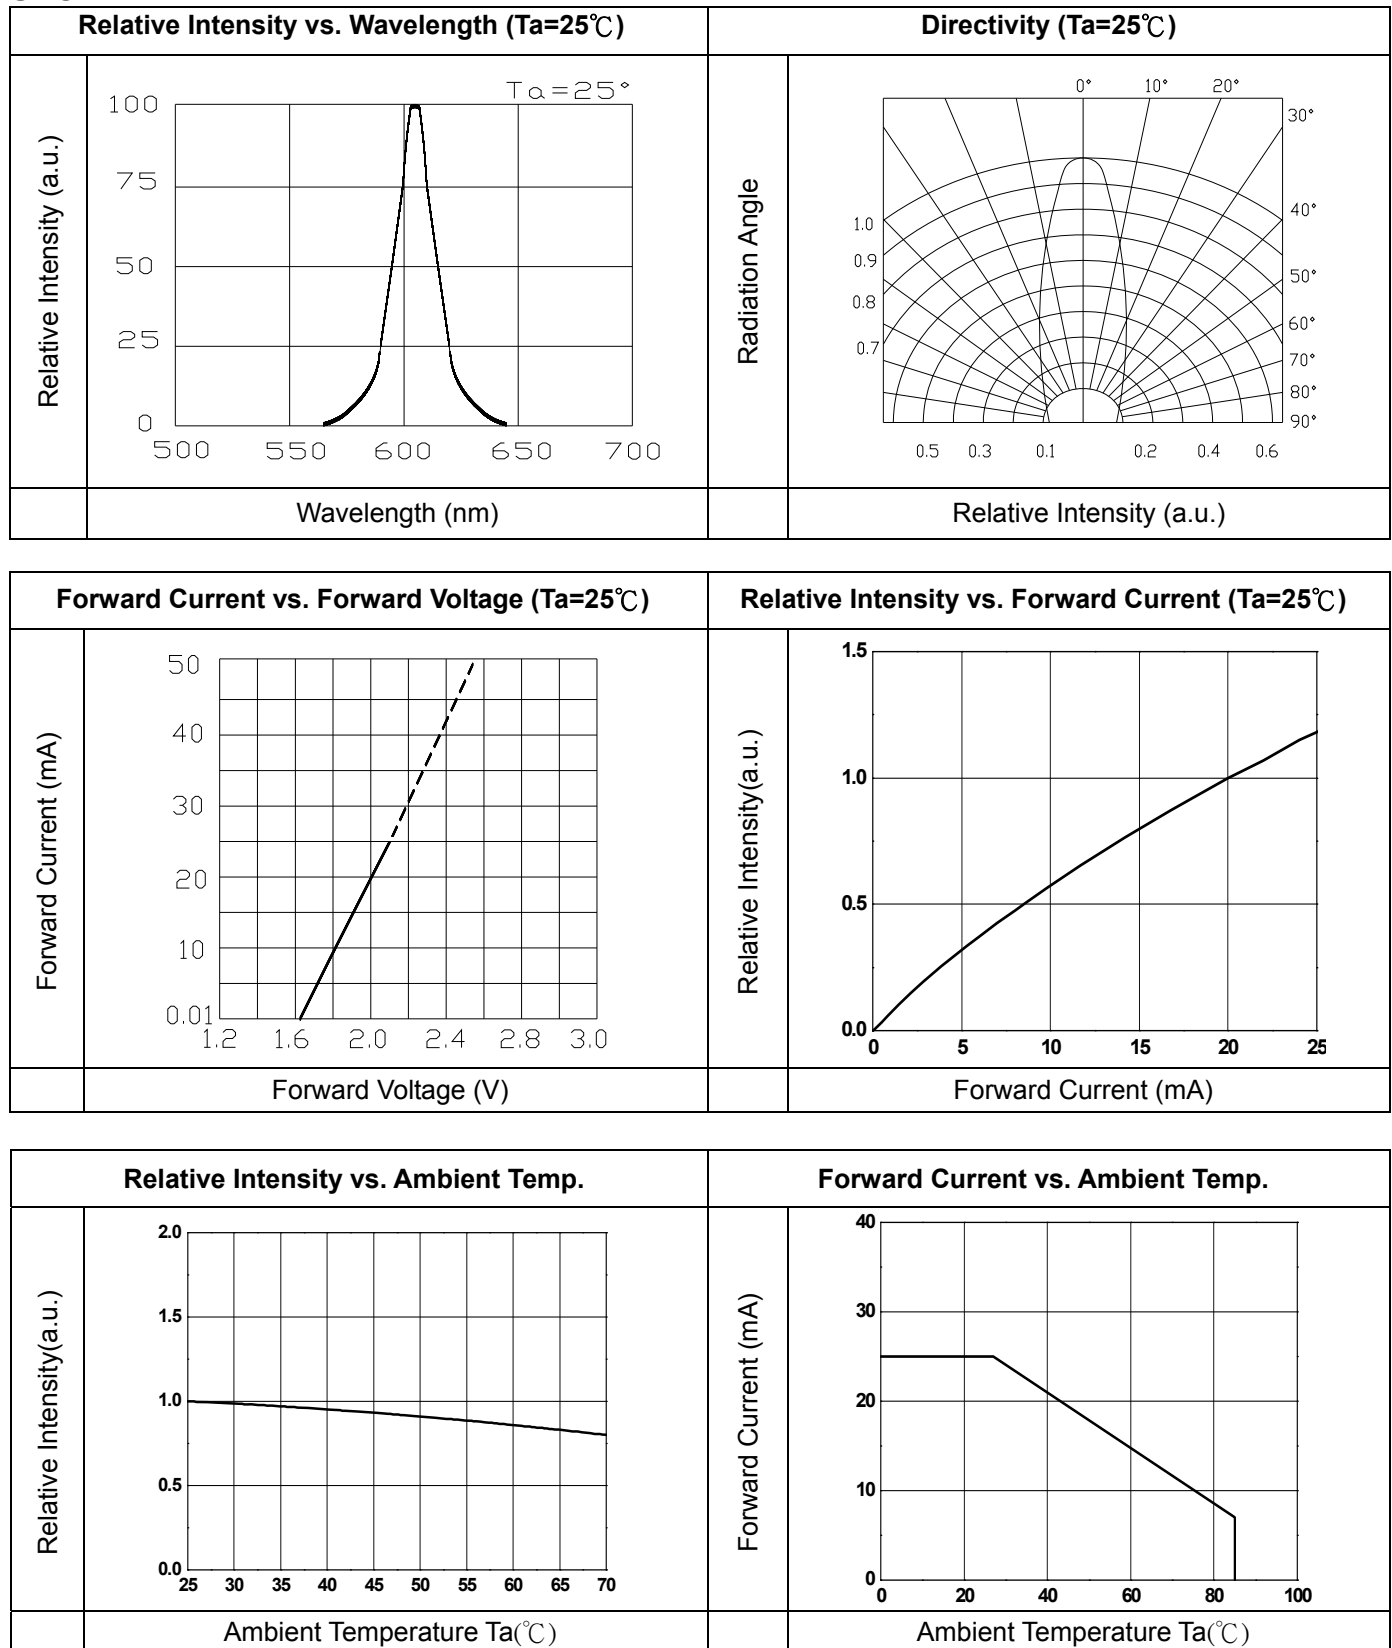 Relative Intensity vs. Wavelength (Ta=25℃)
Directivity (Ta=25℃)
Relative Intensity (a.u.)
Ta=25°
100
75
50
25
0
500 550 600 650 700
Wavelength (nm)
Radiation Angle
0° 10° 20°
30°
40°
50°
60°
70°
80°
90°
1.0
0.9
0.8
0.7
0.5 0.3 0.1 0.2 0.4 0.6
Relative Intensity (a.u.)
Forward Current vs. Forward Voltage (Ta=25℃)
Relative Intensity vs. Forward Current (Ta=25℃)
Forward Current (mA)
50
40
30
20
10
0.01
1.2 1.6 2.0 2.4 2.8 3.0
Forward Voltage (V)
Relative Intensity(a.u.)
1.5
1.0
0.5
0.0
0 5 10 15 20 25
Forward Current (mA)
Relative Intensity vs. Ambient Temp.
Forward Current vs. Ambient Temp.
Relative Intensity(a.u.)
2.0
1.5
1.0
0.5
0.0
25 30 35 40 45 50 55 60 65 70
Ambient Temperature Ta(℃)
Forward Current (mA)
40
30
20
10
0
0 20 40 60 80 100
Ambient Temperature Ta(℃)